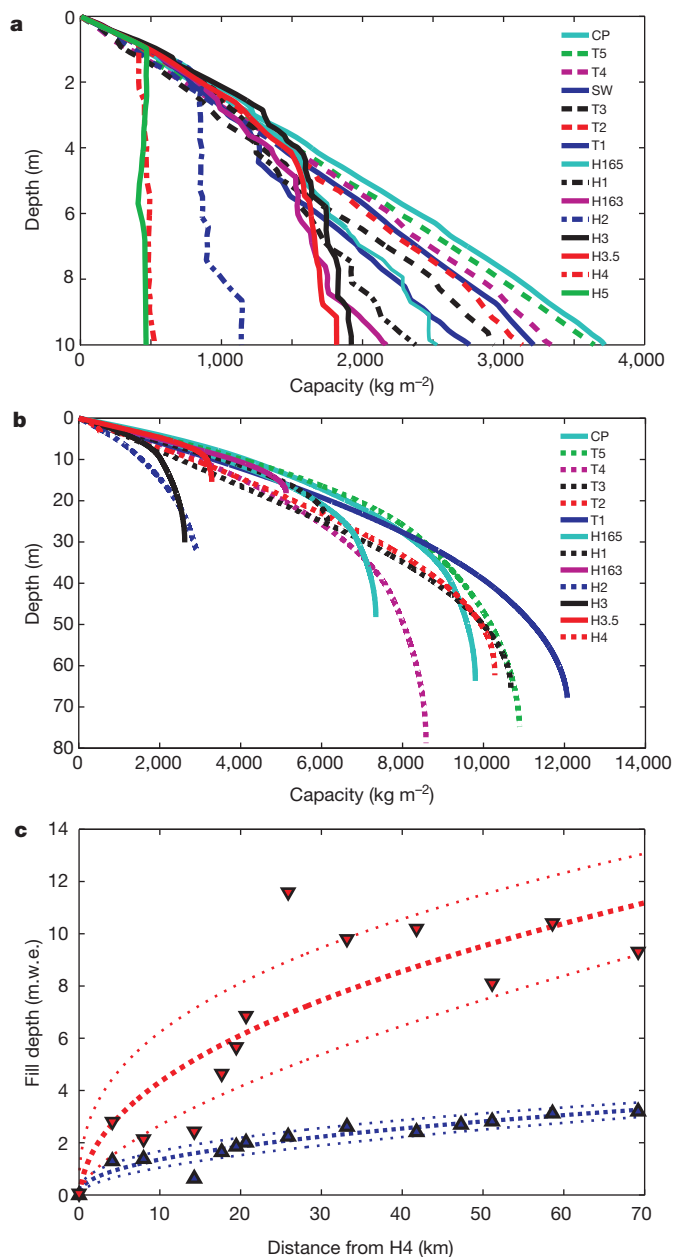 a
0
2
4
6
8
10
Depth (m)
0
1,000
2,000
3,000
4,000
Capacity (kg m⁻²)
CP
T5
T4
SW
T3
T2
T1
H165
H1
H163
H2
H3
H3.5
H4
H5
b
0
10
20
30
40
50
60
70
80
Depth (m)
0
2,000
4,000
6,000
8,000
10,000
12,000
14,000
Capacity (kg m⁻²)
CP
T5
T4
T3
T2
T1
H165
H1
H163
H2
H3
H3.5
H4
c
14
12
10
8
6
4
2
0
Fill depth (m.w.e.)
0
10
20
30
40
50
60
70
Distance from H4 (km)